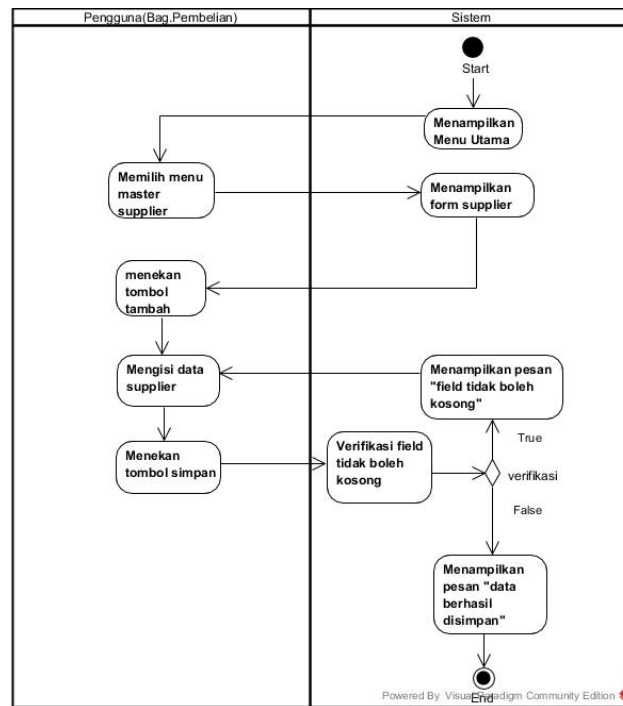 Pengguna(Bag.Pembelian)
Sistem
Start
Menampilkan
Menu Utama
Memilih menu
master
supplier
Menampilkan
form supplier
menekan
tombol
tambah
Mengisi data
supplier
Menampilkan pesan
"field tidak boleh
kosong"
Menekan
tombol simpan
Verifikasi field
tidak boleh
kosong
True
verifikasi
False
Menampilkan
pesan "data
berhasil
disimpan"
End
Powered By Visual Paradigm Community Edition